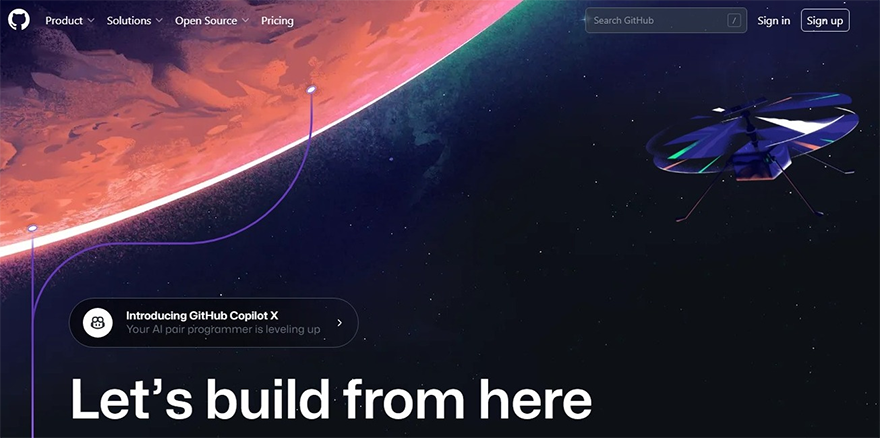 Product
Solutions
Open Source
Pricing
Search GitHub
/
Sign in
Sign up
Introducing GitHub Copilot X
Your AI pair programmer is leveling up
Let’s build from here